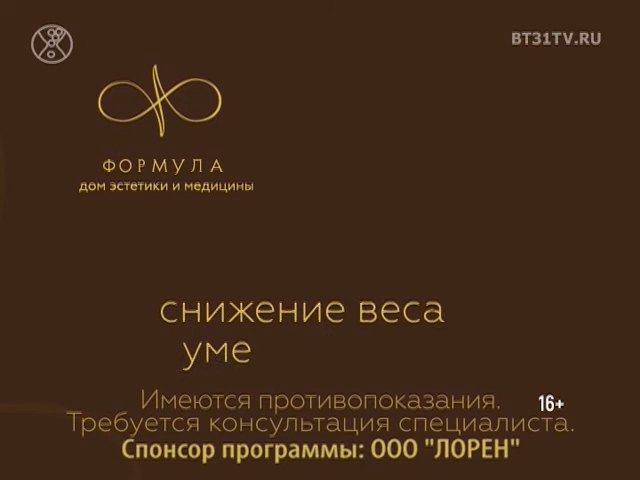 BT31TV.RU
ФОРМУЛА
дом эстетики и медицины
снижение веса
уме
Имеются противопоказания.
16+
Требуется консультация специалиста.
Спонсор программы: ООО "ЛОРЕН"